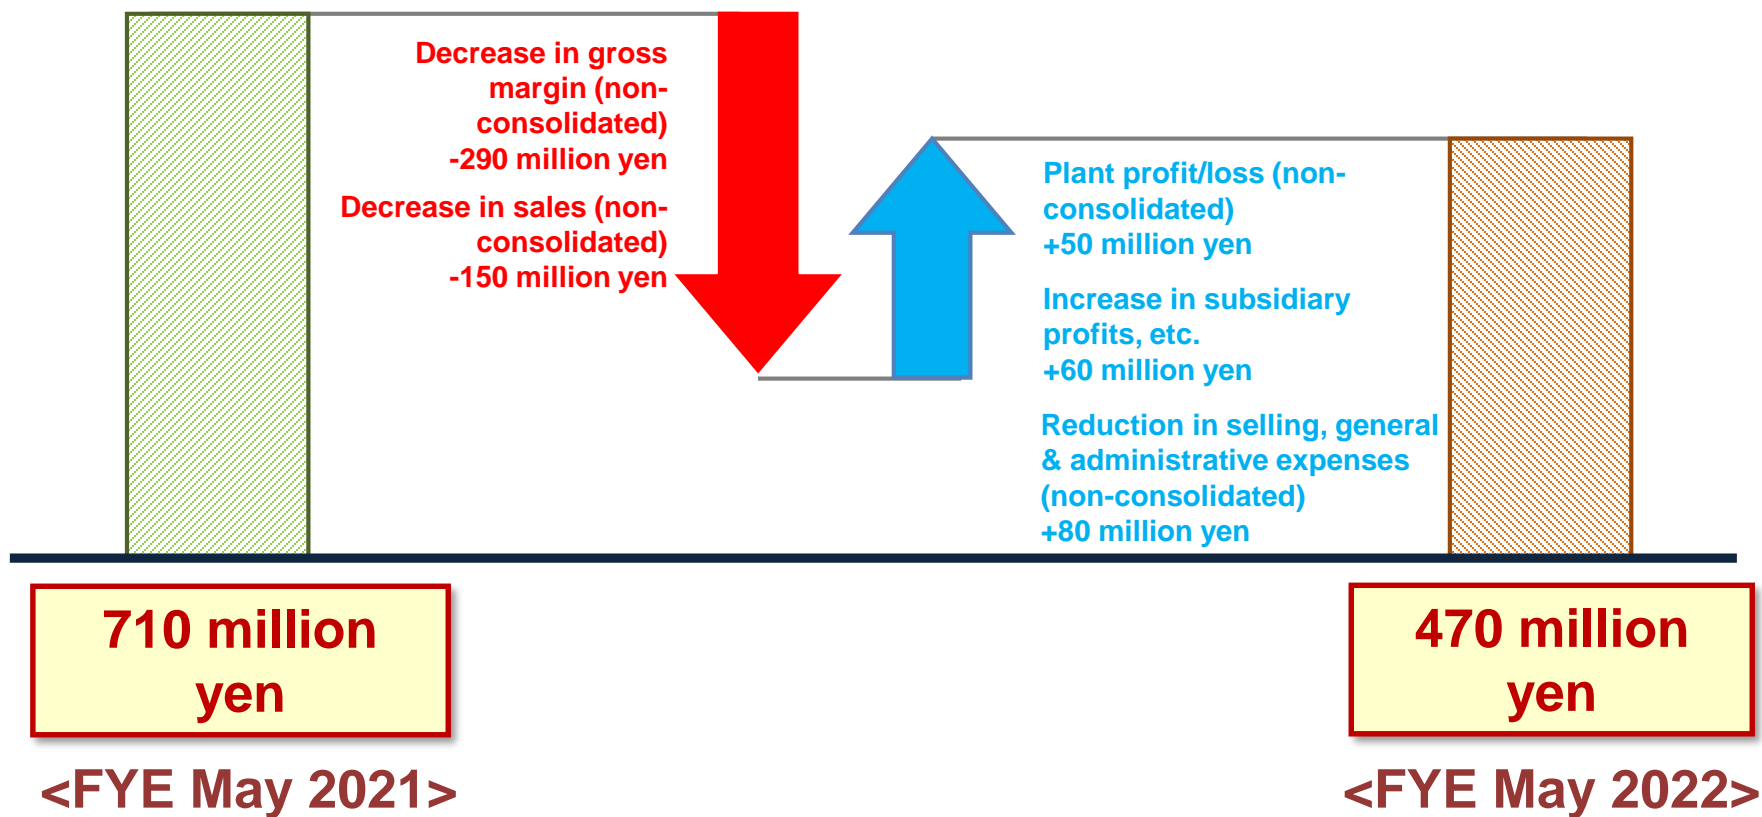 Decrease in gross
margin (non-
consolidated)
-290 million yen
Decrease in sales (non-
consolidated)
-150 million yen
Plant profit/loss (non-
consolidated)
+50 million yen
Increase in subsidiary
profits, etc.
+60 million yen
Reduction in selling, general
& administrative expenses
(non-consolidated)
+80 million yen
710 million
yen
470 million
yen
<FYE May 2021>
<FYE May 2022>